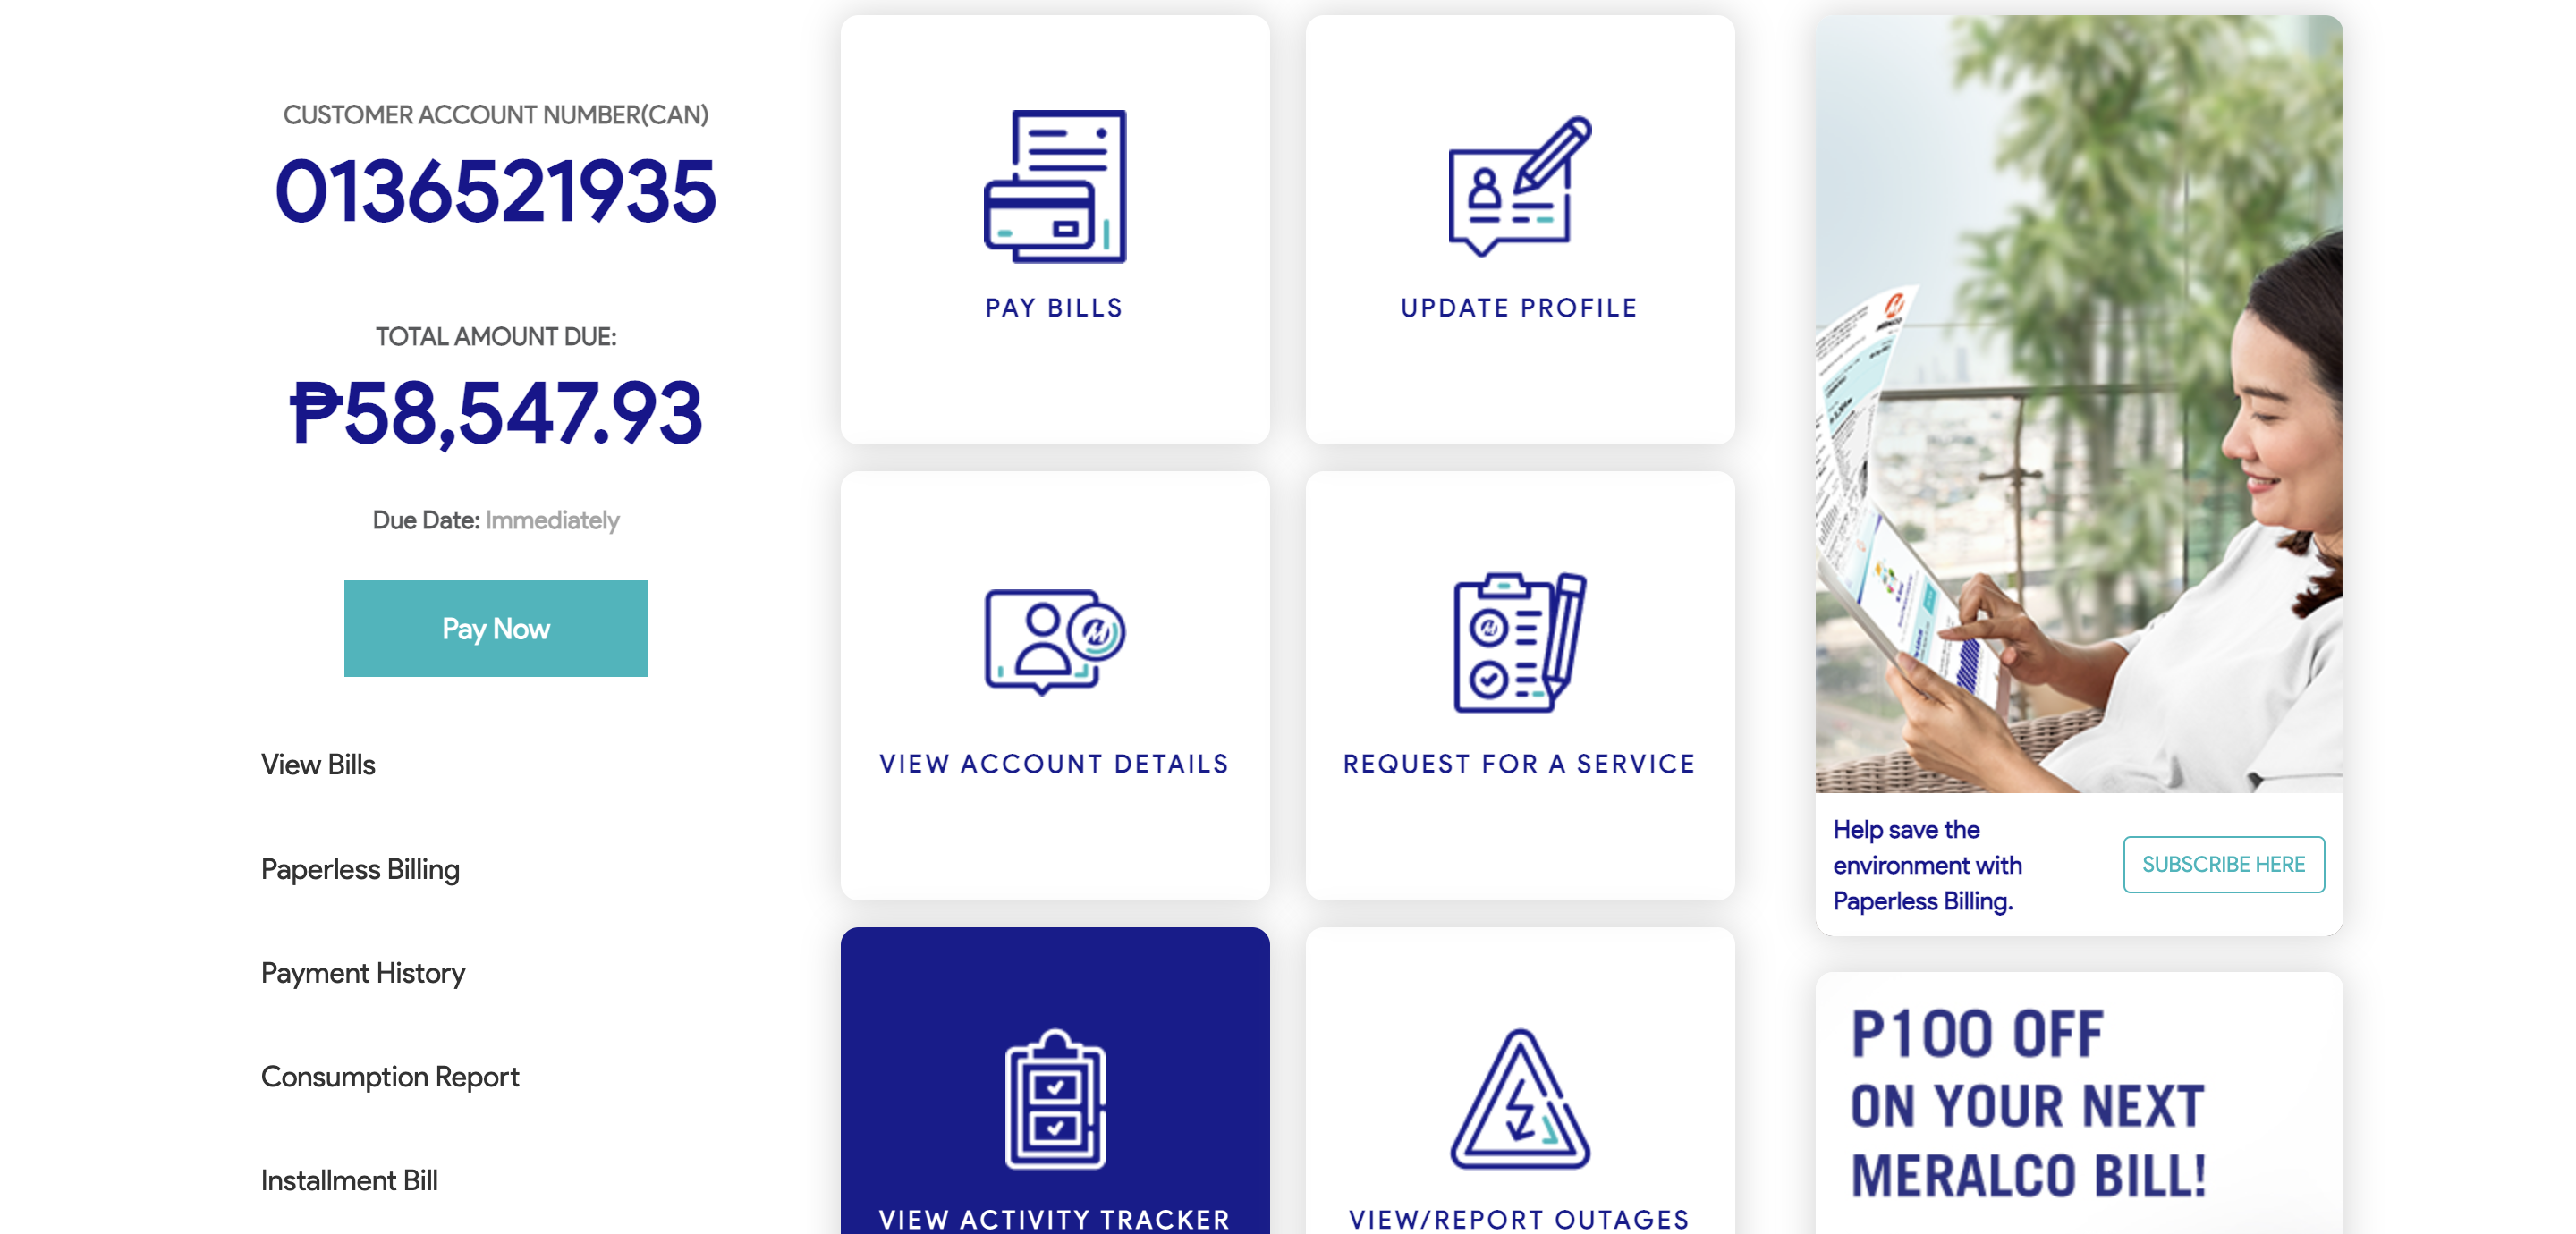 CUSTOMER ACCOUNT NUMBER(CAN)
0136521935
TOTAL AMOUNT DUE:
₱58,547.93
Due Date: Immediately
Pay Now
View Bills
Paperless Billing
Payment History
Consumption Report
Installment Bill
PAY BILLS
UPDATE PROFILE
VIEW ACCOUNT DETAILS
REQUEST FOR A SERVICE
VIEW ACTIVITY TRACKER
VIEW/REPORT OUTAGES
Help save the
environment with
Paperless Billing.
SUBSCRIBE HERE
P100 OFF
ON YOUR NEXT
MERALCO BILL!